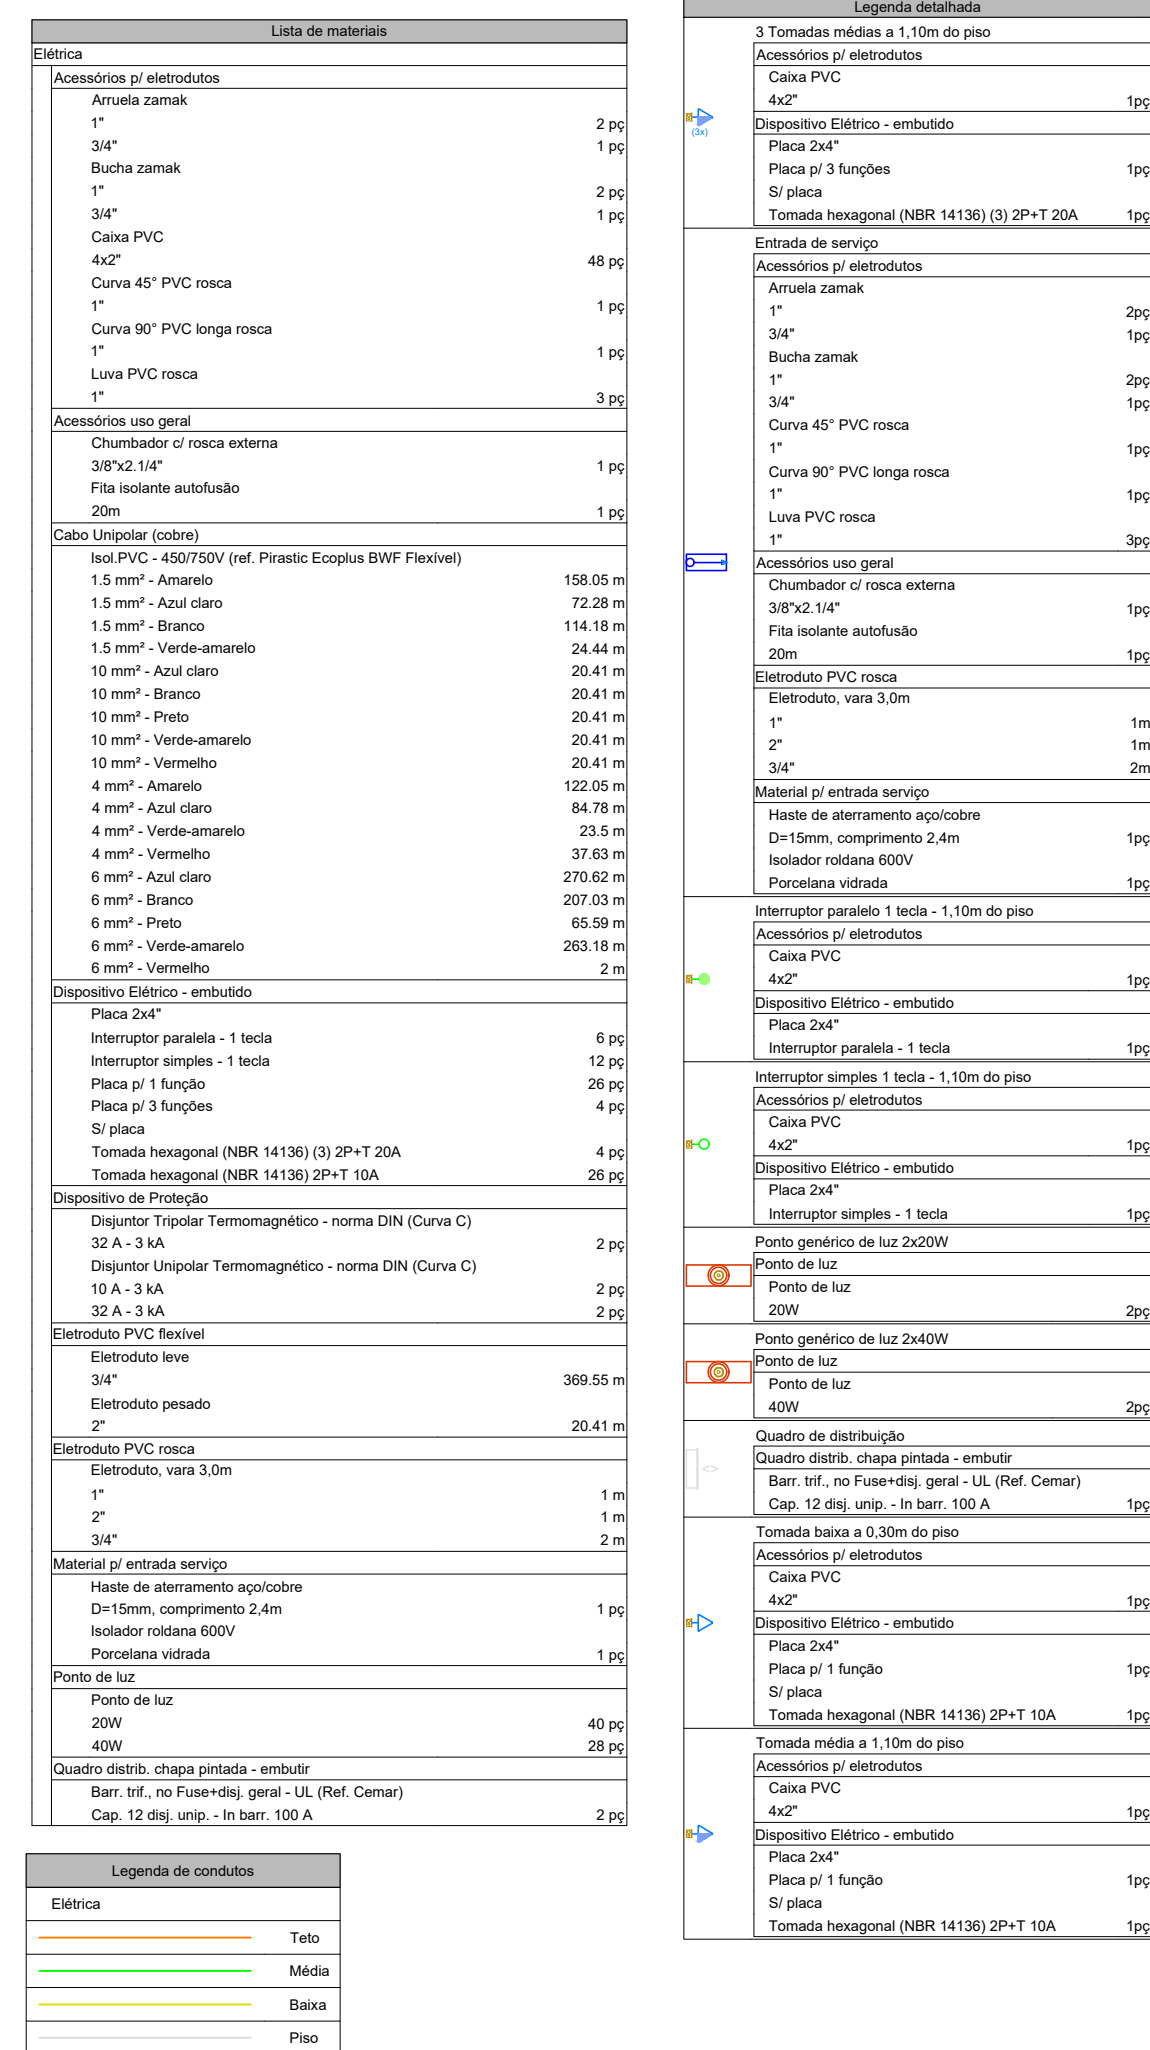 Lista de materiais
Elétrica
Acessórios p/ eletrodutos
Arruela zamak
1" 2 pç
3/4" 1 pç
Bucha zamak
1" 2 pç
3/4" 1 pç
Caixa PVC
4x2" 48 pç
Curva 45° PVC rosca
1" 1 pç
Curva 90° PVC longa rosca
1" 1 pç
Luva PVC rosca
1" 3 pç
Acessórios uso geral
Chumbador c/ rosca externa
3/8"x2.1/4" 1 pç
Fita isolante autofusão
20m 1 pç
Cabo Unipolar (cobre)
Isol.PVC - 450/750V (ref. Pirastic Ecoplus BWF Flexível)
1.5 mm² - Amarelo 158.05 m
1.5 mm² - Azul claro 72.28 m
1.5 mm² - Branco 114.18 m
1.5 mm² - Verde-amarelo 24.44 m
10 mm² - Azul claro 20.41 m
10 mm² - Branco 20.41 m
10 mm² - Preto 20.41 m
10 mm² - Verde-amarelo 20.41 m
10 mm² - Vermelho 20.41 m
4 mm² - Amarelo 122.05 m
4 mm² - Azul claro 84.78 m
4 mm² - Verde-amarelo 23.5 m
4 mm² - Vermelho 37.63 m
6 mm² - Azul claro 270.62 m
6 mm² - Branco 207.03 m
6 mm² - Preto 65.59 m
6 mm² - Verde-amarelo 263.18 m
6 mm² - Vermelho 2 m
Dispositivo Elétrico - embutido
Placa 2x4"
Interruptor paralela - 1 tecla 6 pç
Interruptor simples - 1 tecla 12 pç
Placa p/ 1 função 26 pç
Placa p/ 3 funções 4 pç
S/ placa
Tomada hexagonal (NBR 14136) (3) 2P+T 20A 4 pç
Tomada hexagonal (NBR 14136) 2P+T 10A 26 pç
Dispositivo de Proteção
Disjuntor Tripolar Termomagnético - norma DIN (Curva C)
32 A - 3 kA 2 pç
Disjuntor Unipolar Termomagnético - norma DIN (Curva C)
10 A - 3 kA 2 pç
32 A - 3 kA 2 pç
Eletroduto PVC flexível
Eletroduto leve
3/4" 369.55 m
Eletroduto pesado
2" 20.41 m
Eletroduto PVC rosca
Eletroduto, vara 3,0m
1" 1 m
2" 1 m
3/4" 2 m
Material p/ entrada serviço
Haste de aterramento aço/cobre
D=15mm, comprimento 2,4m 1 pç
Isolador roldana 600V
Porcelana vidrada 1 pç
Ponto de luz
Ponto de luz
20W 40 pç
40W 28 pç
Quadro distrib. chapa pintada - embutir
Barr. trif., no Fuse+disj. geral - UL (Ref. Cemar)
Cap. 12 disj. unip. - In barr. 100 A 2 pç
Legenda de condutos
Elétrica
Teto
Média
Baixa
Piso
Legenda detalhada
3 Tomadas médias a 1,10m do piso
Acessórios p/ eletrodutos
Caixa PVC
4x2" 1pç
(3x)
Dispositivo Elétrico - embutido
Placa 2x4"
Placa p/ 3 funções 1pç
S/ placa
Tomada hexagonal (NBR 14136) (3) 2P+T 20A 1pç
Entrada de serviço
Acessórios p/ eletrodutos
Arruela zamak
1" 2pç
3/4" 1pç
Bucha zamak
1" 2pç
3/4" 1pç
Curva 45° PVC rosca
1" 1pç
Curva 90° PVC longa rosca
1" 1pç
Luva PVC rosca
1" 3pç
Acessórios uso geral
Chumbador c/ rosca externa
3/8"x2.1/4" 1pç
Fita isolante autofusão
20m 1pç
Eletroduto PVC rosca
Eletroduto, vara 3,0m
1" 1m
2" 1m
3/4" 2m
Material p/ entrada serviço
Haste de aterramento aço/cobre
D=15mm, comprimento 2,4m 1pç
Isolador roldana 600V
Porcelana vidrada 1pç
Interruptor paralelo 1 tecla - 1,10m do piso
Acessórios p/ eletrodutos
Caixa PVC
4x2" 1pç
Dispositivo Elétrico - embutido
Placa 2x4"
Interruptor paralela - 1 tecla 1pç
Interruptor simples 1 tecla - 1,10m do piso
Acessórios p/ eletrodutos
Caixa PVC
4x2" 1pç
Dispositivo Elétrico - embutido
Placa 2x4"
Interruptor simples - 1 tecla 1pç
Ponto genérico de luz 2x20W
Ponto de luz
Ponto de luz
20W 2pç
Ponto genérico de luz 2x40W
Ponto de luz
Ponto de luz
40W 2pç
Quadro de distribuição
Quadro distrib. chapa pintada - embutir
Barr. trif., no Fuse+disj. geral - UL (Ref. Cemar)
Cap. 12 disj. unip. - In barr. 100 A 1pç
Tomada baixa a 0,30m do piso
Acessórios p/ eletrodutos
Caixa PVC
4x2" 1pç
Dispositivo Elétrico - embutido
Placa 2x4"
Placa p/ 1 função 1pç
S/ placa
Tomada hexagonal (NBR 14136) 2P+T 10A 1pç
Tomada média a 1,10m do piso
Acessórios p/ eletrodutos
Caixa PVC
4x2" 1pç
Dispositivo Elétrico - embutido
Placa 2x4"
Placa p/ 1 função 1pç
S/ placa
Tomada hexagonal (NBR 14136) 2P+T 10A 1pç